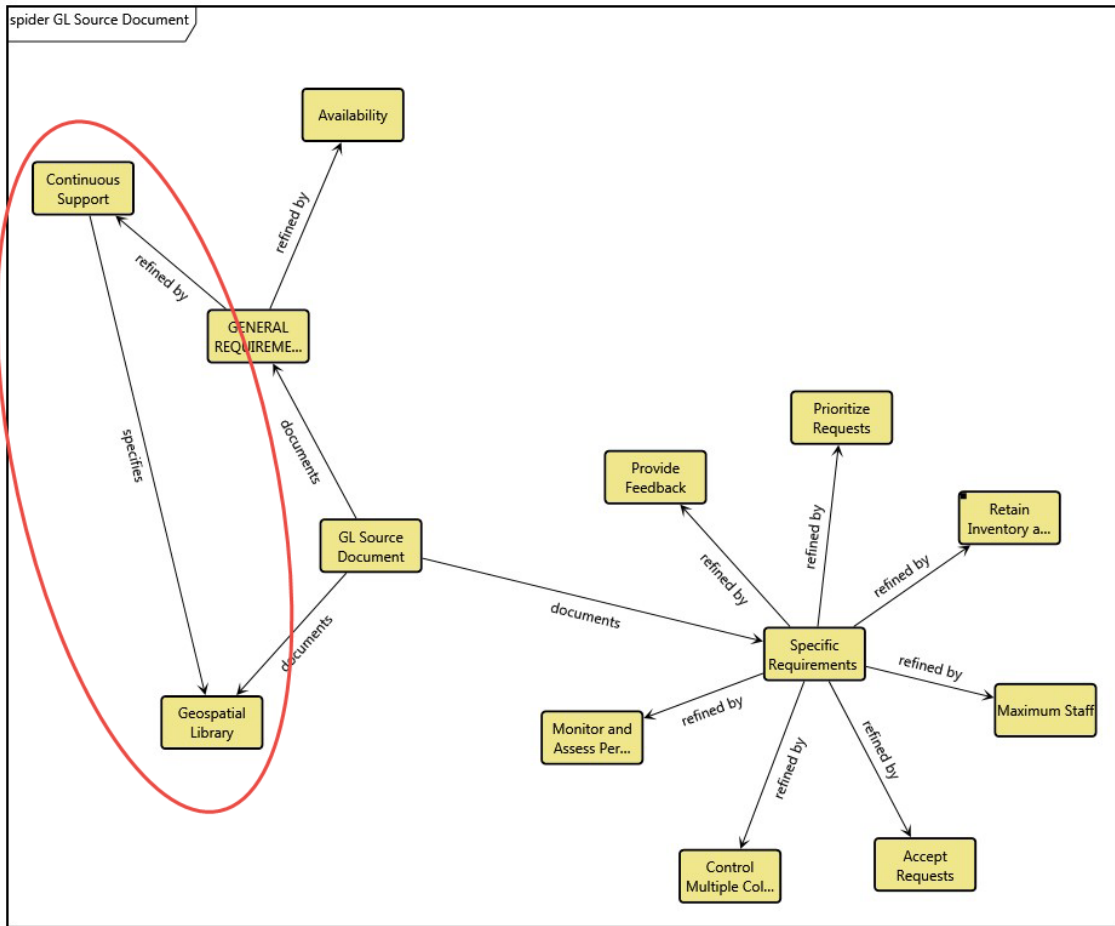 spider GL Source Document
Availability
Continuous
Support
refined by
refined by
GENERAL
REQUIREME...
documents
specifies
Prioritize
Requests
Provide
Feedback
Retain
Inventory a...
refined by
refined by
refined by
GL Source
Document
documents
documents
Specific
Requirements
refined by
Maximum Staff
refined by
Geospatial
Library
Monitor and
Assess Per...
refined by
refined by
Control
Multiple Col...
Accept
Requests